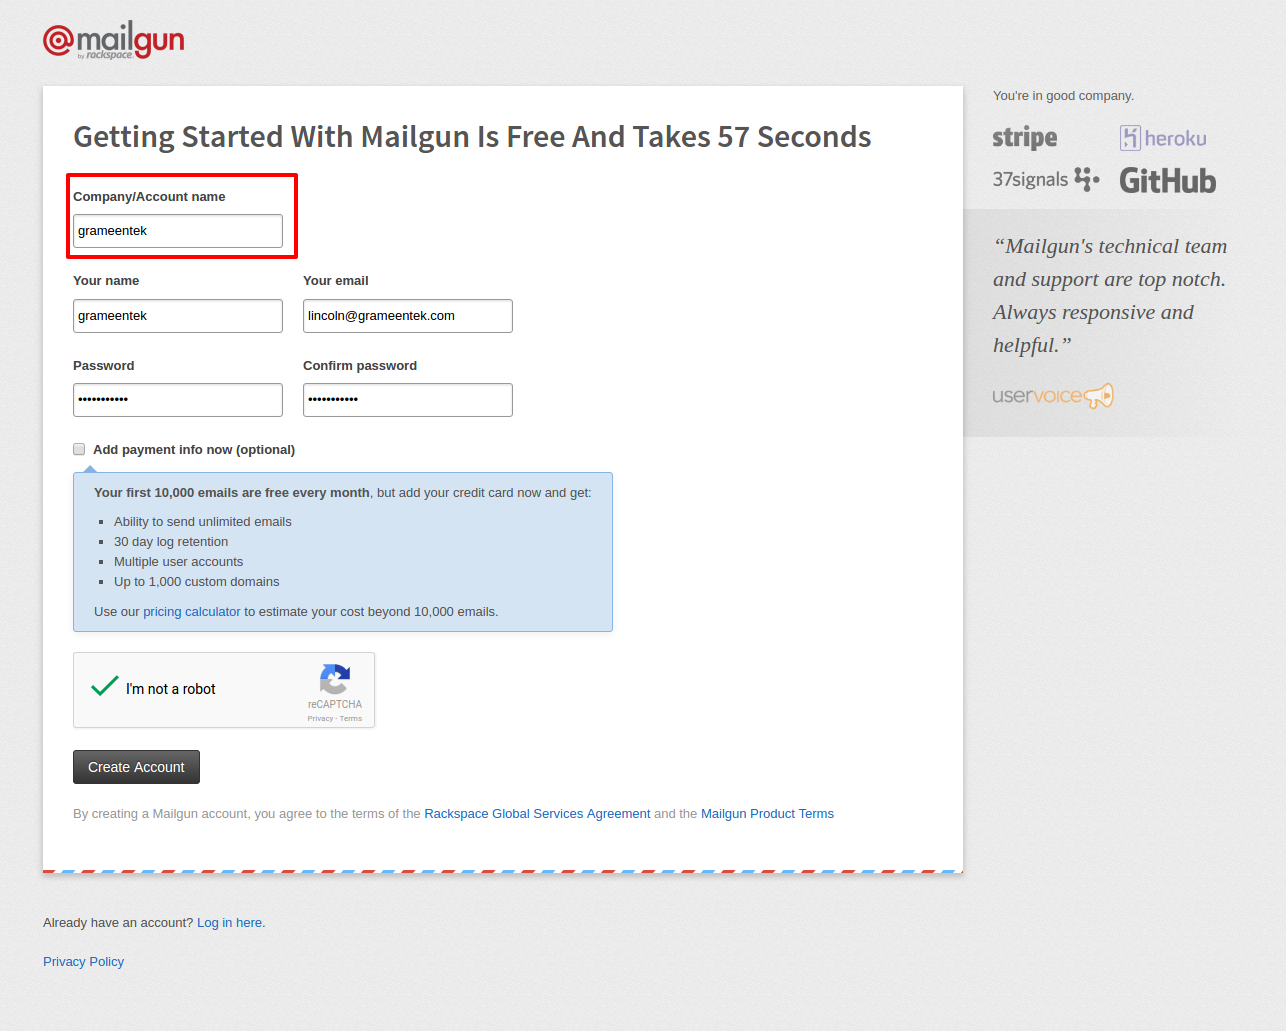 @mailgun
by rackspace.
Getting Started With Mailgun Is Free And Takes 57 Seconds
Company/Account name
grameentek
Your name
Your email
grameentek
lincoln@grameentek.com
Password
Confirm password
•••••••••••
•••••••••••
Add payment info now (optional)
Your first 10,000 emails are free every month, but add your credit card now and get:
▪ Ability to send unlimited emails
▪ 30 day log retention
▪ Multiple user accounts
▪ Up to 1,000 custom domains
Use our pricing calculator to estimate your cost beyond 10,000 emails.
I'm not a robot
reCAPTCHA
Privacy - Terms
Create Account
By creating a Mailgun account, you agree to the terms of the Rackspace Global Services Agreement and the Mailgun Product Terms
Already have an account? Log in here.
Privacy Policy
You're in good company.
stripe
heroku
37signals
GitHub
“Mailgun's technical team
and support are top notch.
Always responsive and
helpful.”
uservoice